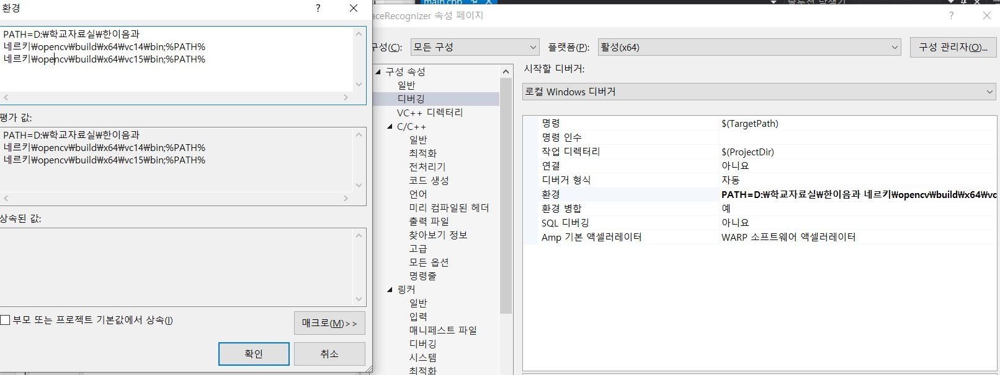 환경
? ×
PATH=D:₩학교자료실₩한이음과
네르키₩opencv₩build₩x64₩vc14₩bin;%PATH%
네르키₩opencv₩build₩x64₩vc15₩bin;%PATH%
평가 값:
PATH=D:₩학교자료실₩한이음과
네르키₩opencv₩build₩x64₩vc14₩bin;%PATH%
네르키₩opencv₩build₩x64₩vc15₩bin;%PATH%
상속된 값:
부모 또는 프로젝트 기본값에서 상속(I)
매크로(M)>>
확인
취소
main.cpp
aceRecognizer 속성 페이지
? ×
구성(C):
모든 구성
플랫폼(P):
활성(x64)
구성 관리자(O)...
구성 속성
일반
디버깅
VC++ 디렉터리
C/C++
일반
최적화
전처리기
코드 생성
언어
미리 컴파일된 헤더
출력 파일
찾아보기 정보
고급
모든 옵션
명령줄
링커
일반
입력
매니페스트 파일
디버깅
시스템
최적화
시작할 디버거:
로컬 Windows 디버거
명령 $(TargetPath)
명령 인수
작업 디렉터리 $(ProjectDir)
연결 아니요
디버거 형식 자동
환경 PATH=D:₩학교자료실₩한이음과 네르키₩opencv₩build₩x64₩vc
환경 병합 예
SQL 디버깅 아니요
Amp 기본 액셀러레이터 WARP 소프트웨어 액셀러레이터